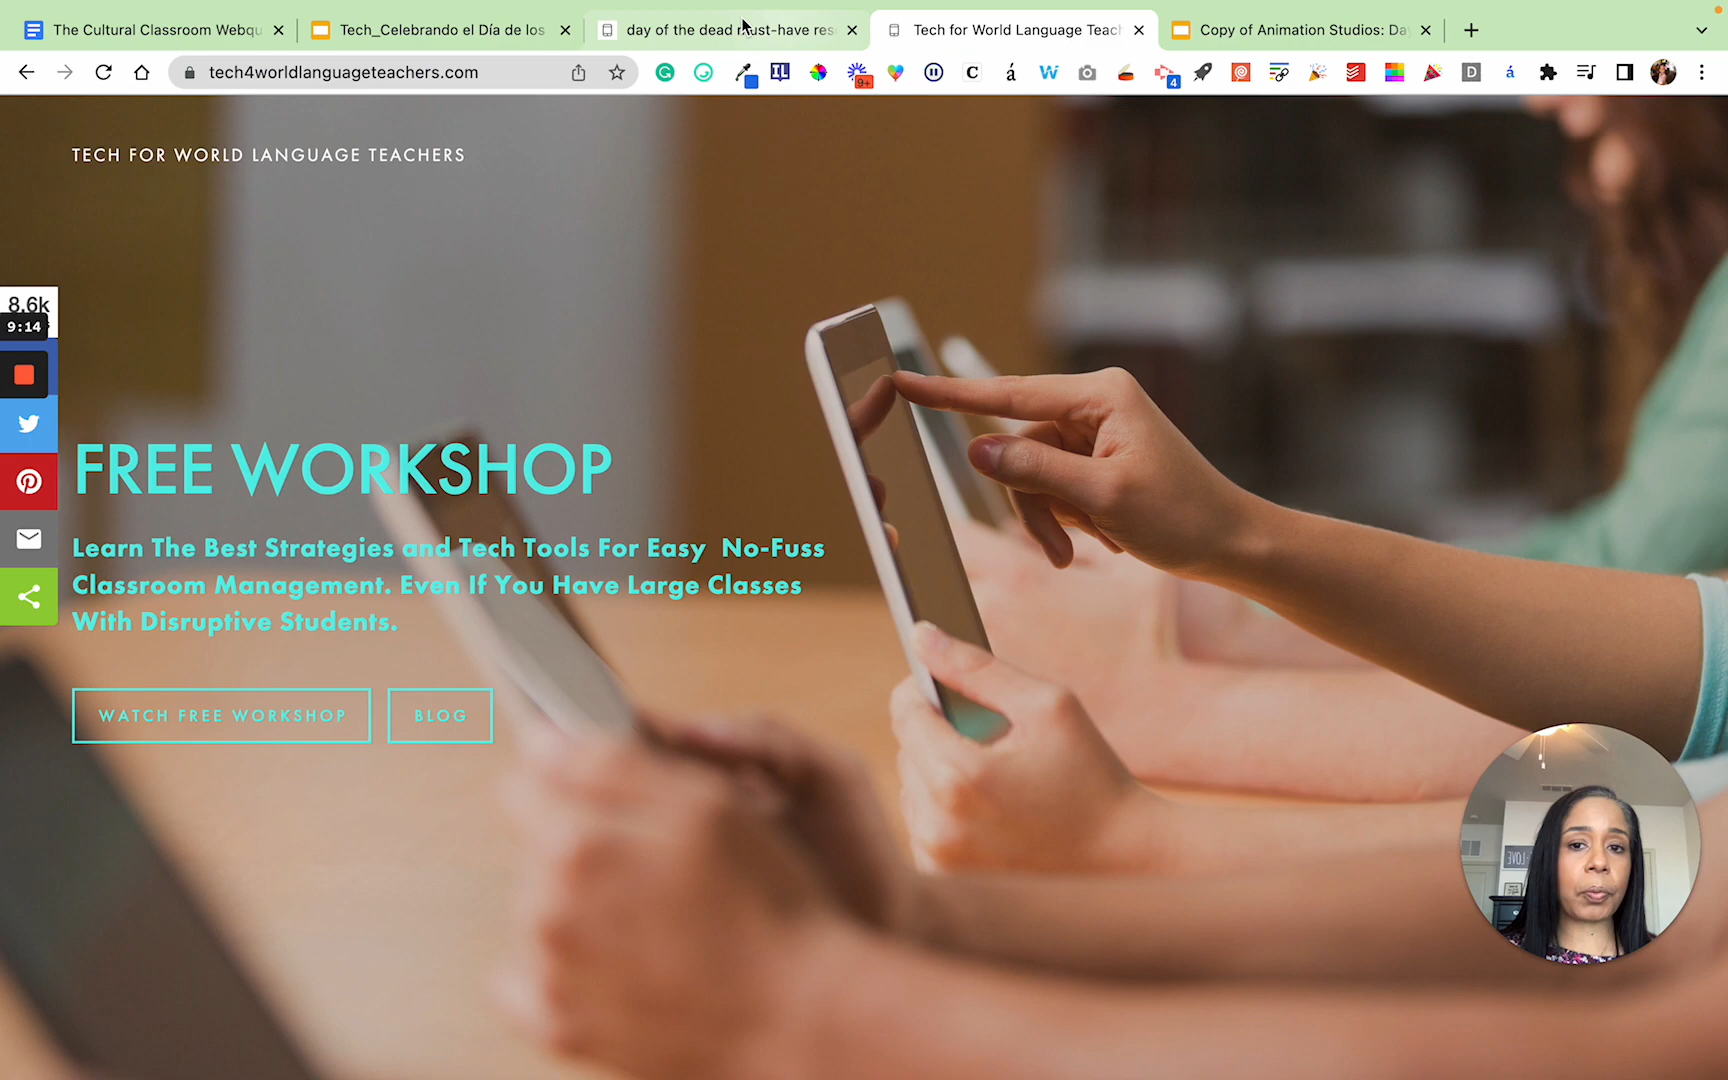 The Cultural Classroom Webqu
Tech_Celebrando el Día de los
day of the dead must-have res
Tech for World Language Teach
Copy of Animation Studios: Da
tech4worldlanguageteachers.com
TECH FOR WORLD LANGUAGE TEACHERS
8.6k
9:14
FREE WORKSHOP
Learn The Best Strategies and Tech Tools For Easy No-Fuss
Classroom Management. Even If You Have Large Classes
With Disruptive Students.
WATCH FREE WORKSHOP
BLOG